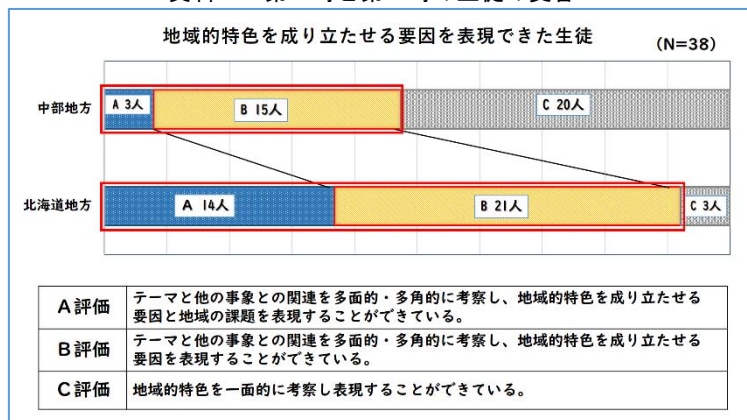 地域的特色を成り立たせる要因を表現できた生徒
(N=38)
中部地方
A 3人
B 15人
C 20人
北海道地方
A 14人
B 21人
C 3人
A評価
テーマと他の事象との関連を多面的・多角的に考察し、地域的特色を成り立たせる
要因と地域の課題を表現することができている。
B評価
テーマと他の事象との関連を多面的・多角的に考察し、地域的特色を成り立たせる
要因を表現することができている。
C評価
地域的特色を一面的に考察し表現することができている。